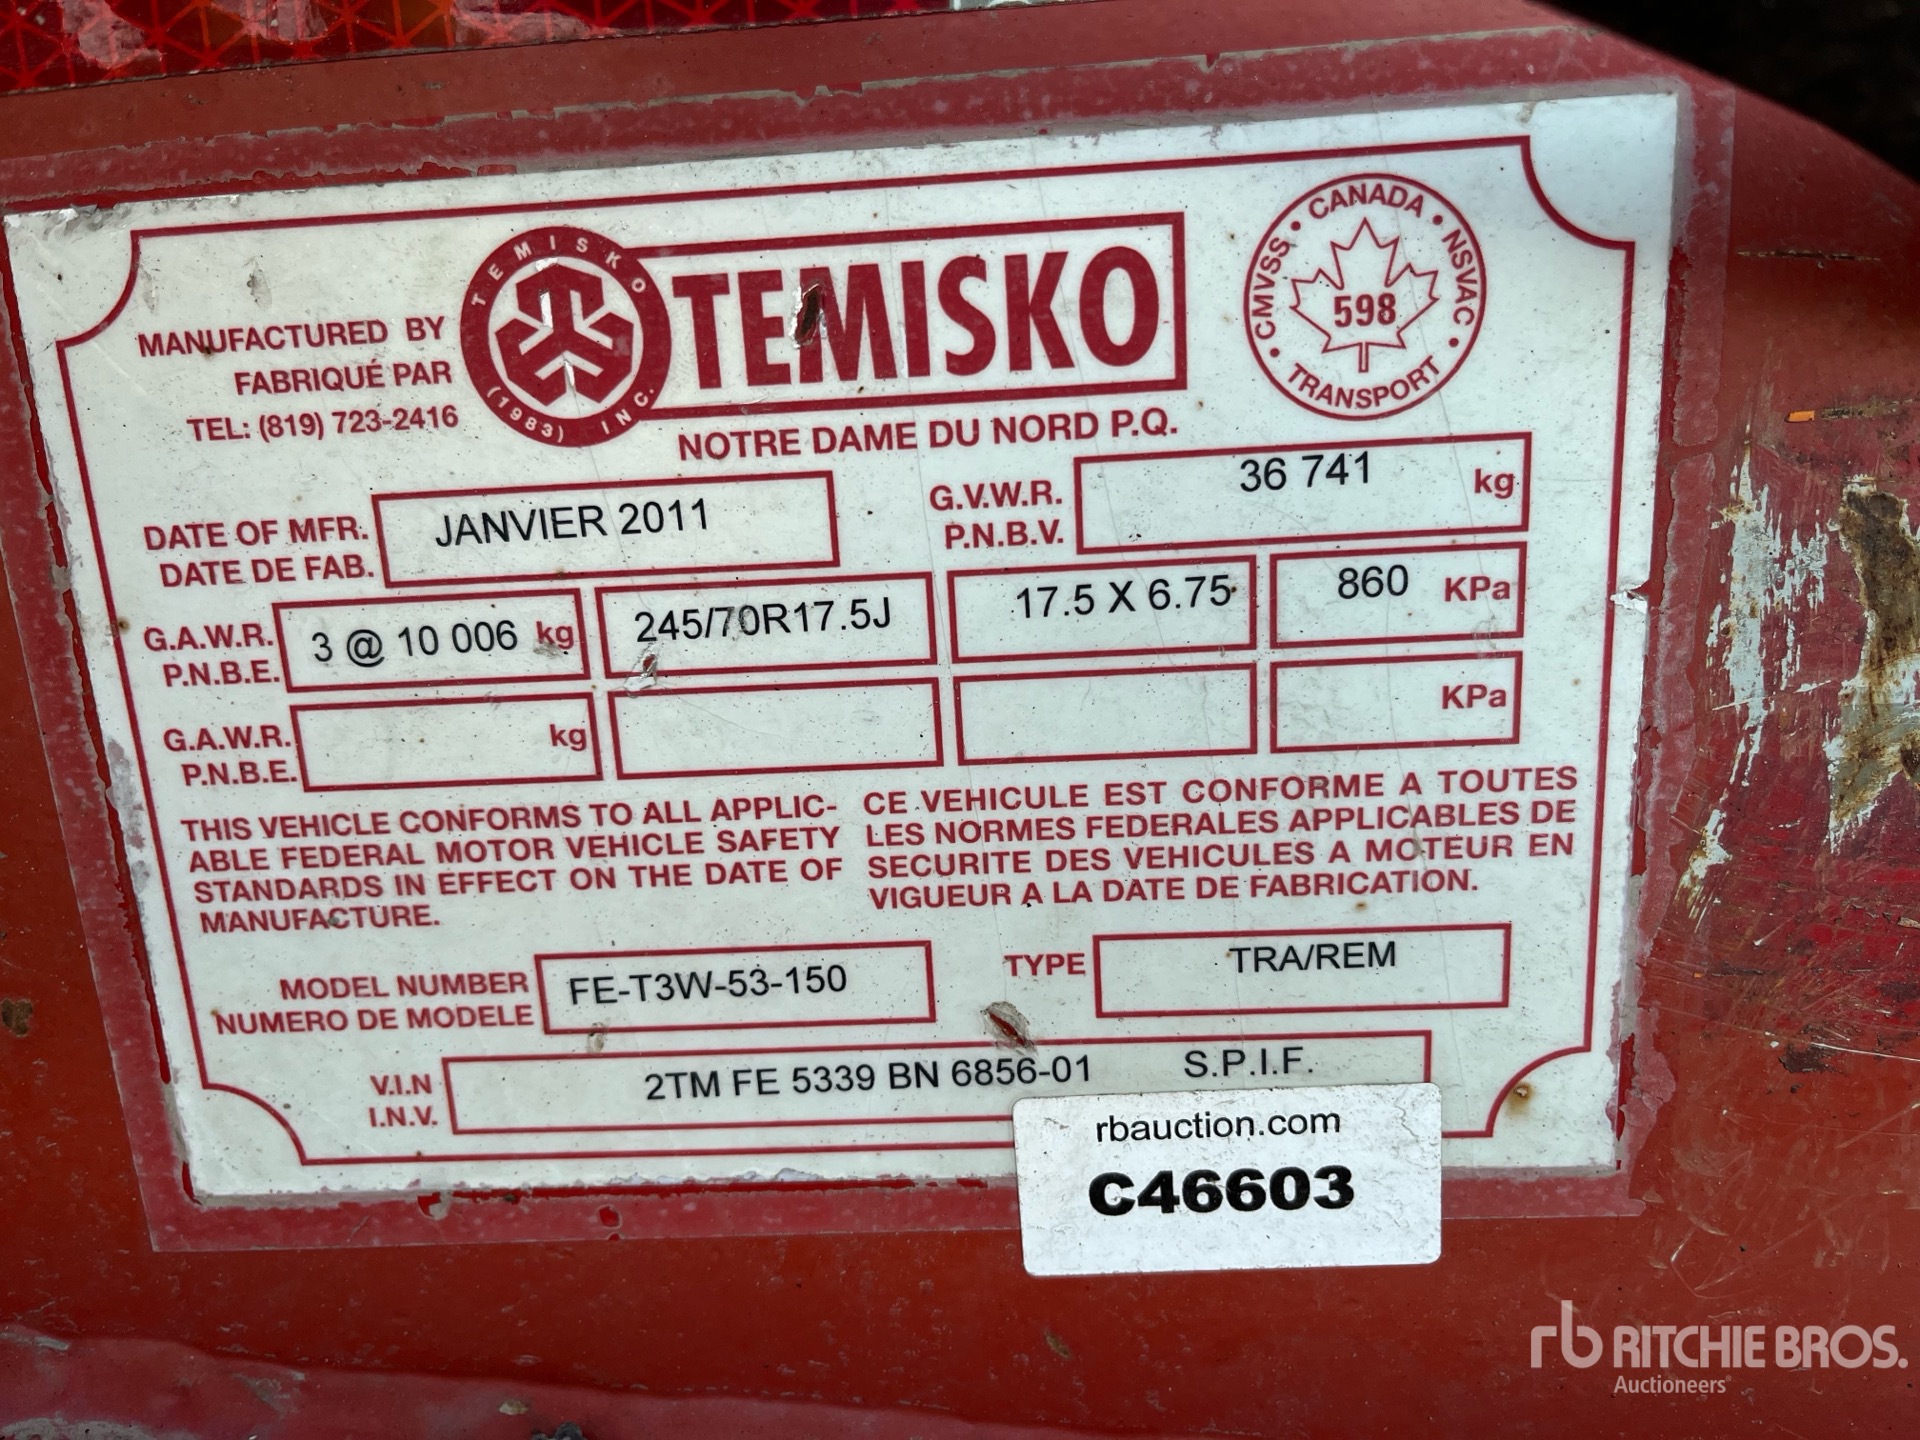 TEMISKO
(1983) INC.
TEMISKO
MANUFACTURED BY
FABRIQUÉ PAR
TEL: (819) 723-2416
NOTRE DAME DU NORD P.Q.
CANADA • NSVAC • TRANSPORT • CMVSS •
598
DATE OF MFR.
DATE DE FAB.
JANVIER 2011
G.V.W.R.
P.N.B.V.
36 741 kg
G.A.W.R.
P.N.B.E.
3 @ 10 006 kg
245/70R17.5J
17.5 X 6.75
860 KPa
G.A.W.R.
P.N.B.E.
kg
KPa
THIS VEHICLE CONFORMS TO ALL APPLIC-
ABLE FEDERAL MOTOR VEHICLE SAFETY
STANDARDS IN EFFECT ON THE DATE OF
MANUFACTURE.
CE VEHICULE EST CONFORME A TOUTES
LES NORMES FEDERALES APPLICABLES DE
SECURITE DES VEHICULES A MOTEUR EN
VIGUEUR A LA DATE DE FABRICATION.
MODEL NUMBER
NUMERO DE MODELE
FE-T3W-53-150
TYPE
TRA/REM
V.I.N
I.N.V.
2TM FE 5339 BN 6856-01 S.P.I.F.
rbauction.com
C46603
rb RITCHIE BROS.
Auctioneers